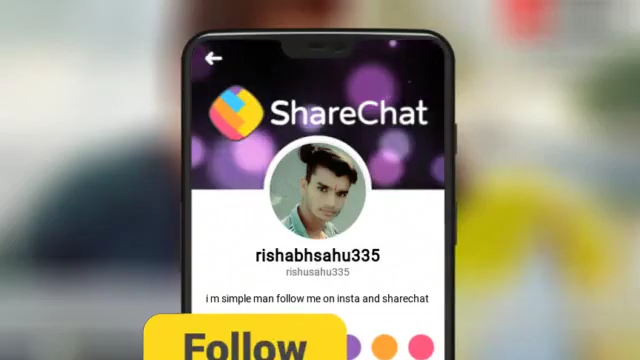 ShareChat
rishabhsahu335
rishusahu335
i m simple man follow me on insta and sharechat
Follow